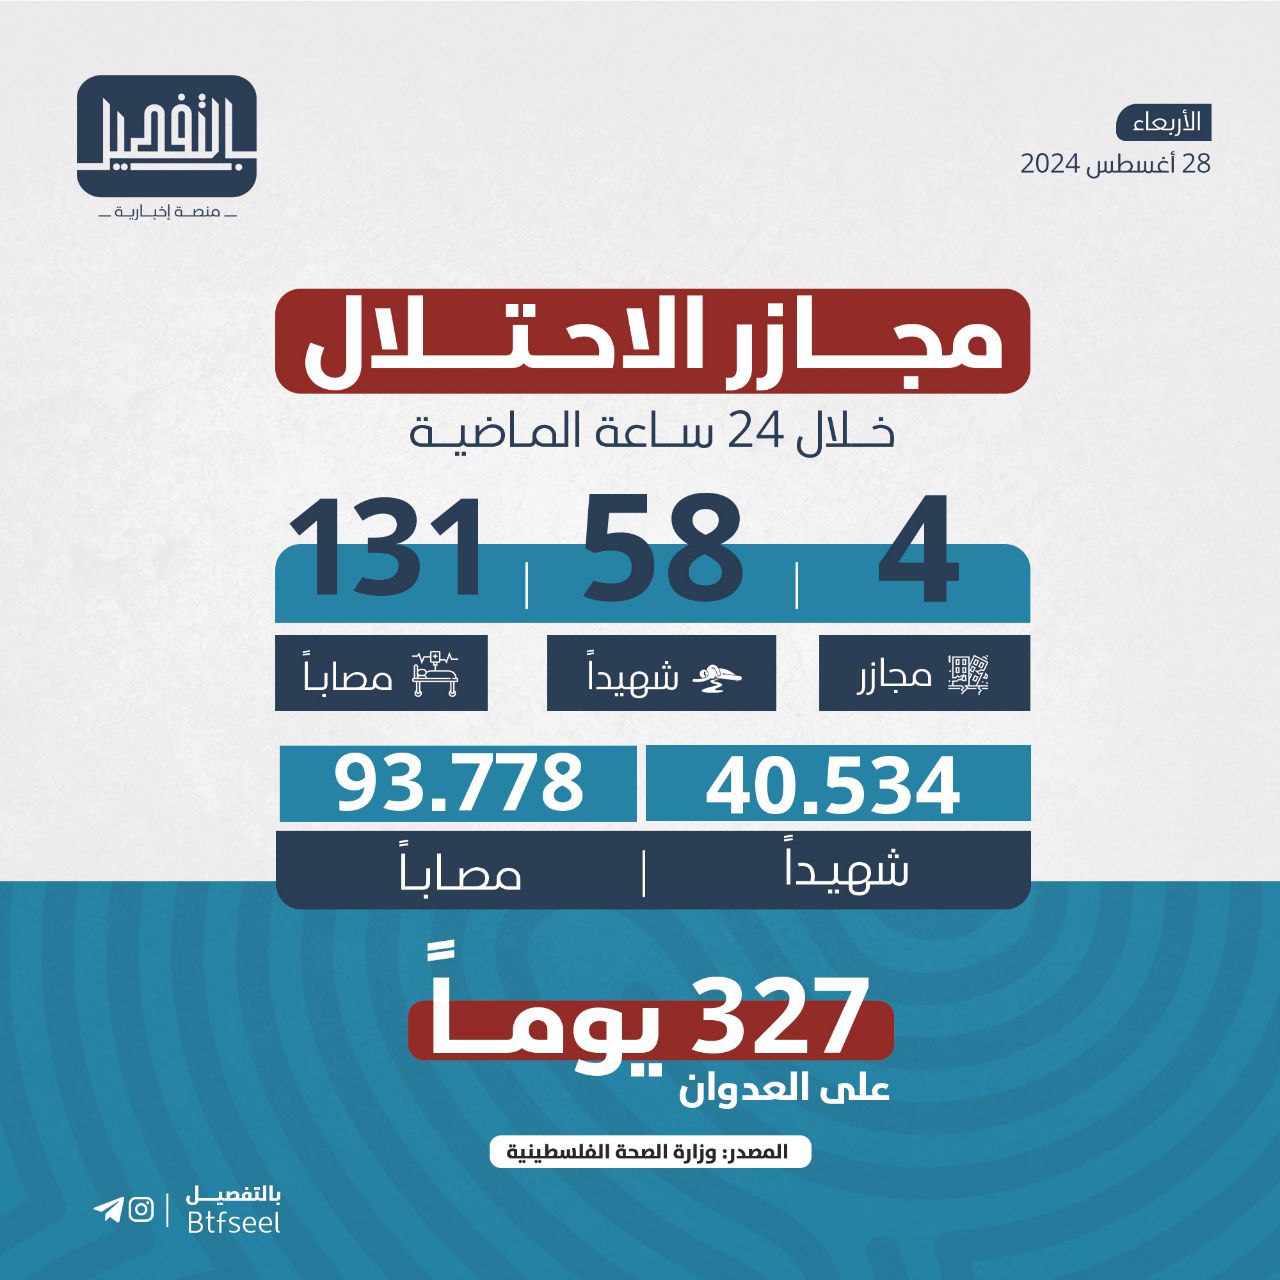 بالتفصيل
منصة إخبارية
الأربعاء
28 أغسطس 2024
مجازر الاحتلال
خلال 24 ساعة الماضية
4
58
131
مجازر
شهيداً
مصاباً
40.534
93.778
شهيداً
مصاباً
327 يوماً
على العدوان
المصدر: وزارة الصحة الفلسطينية
بالتفصيل
Btfseel